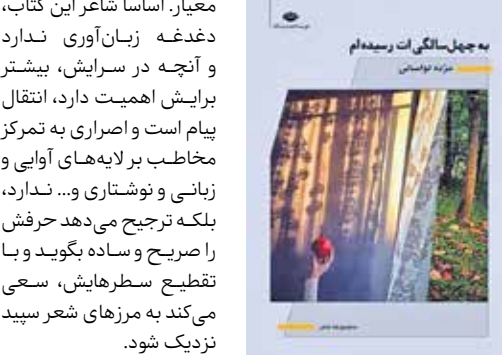 معیار. اساسا شاعر این کتاب،
دغدغه زبان‌آوری ندارد
و آنچه در سرایش، بیشتر
برایش اهمیت دارد، انتقال
پیام است و اصراری به تمرکز
مخاطب بر لایه‌های آوایی و
زبانی و نوشتاری و... ندارد،
بلکه ترجیح می‌دهد حرفش
را صریح و ساده بگوید و با
تقطیع سطرهایش، سعی
می‌کند به مرزهای شعر سپید
نزدیک شود.
به چهل‌سالگی‌ات رسیده‌ام
مژده لواسانی